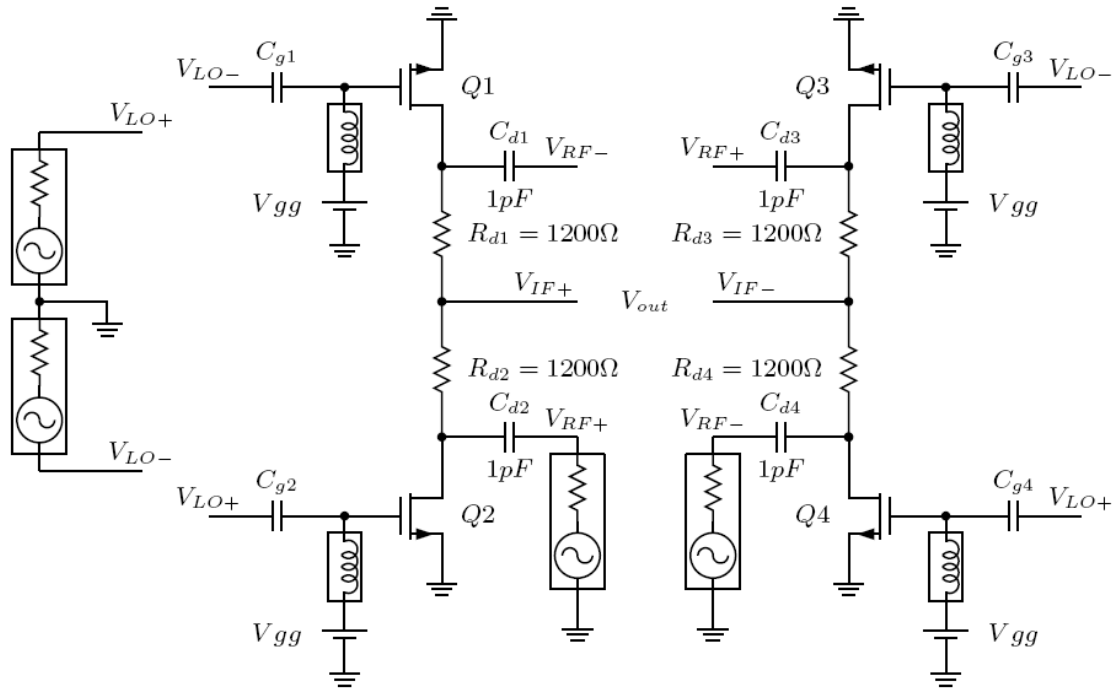 C_{g1}
C_{g3}
V_{LO-}
Q1
Q3
V_{LO-}
V_{LO+}
C_{d1}
V_{RF-}
V_{RF+}
C_{d3}
1pF
1pF
Vgg
Vgg
R_{d1} = 1200Ω
R_{d3} = 1200Ω
V_{IF+}
V_{out}
V_{IF-}
R_{d2} = 1200Ω
R_{d4} = 1200Ω
C_{d2}
V_{RF+}
V_{RF-}
C_{d4}
V_{LO-}
1pF
1pF
C_{g2}
C_{g4}
V_{LO+}
Q2
Q4
V_{LO+}
Vgg
Vgg